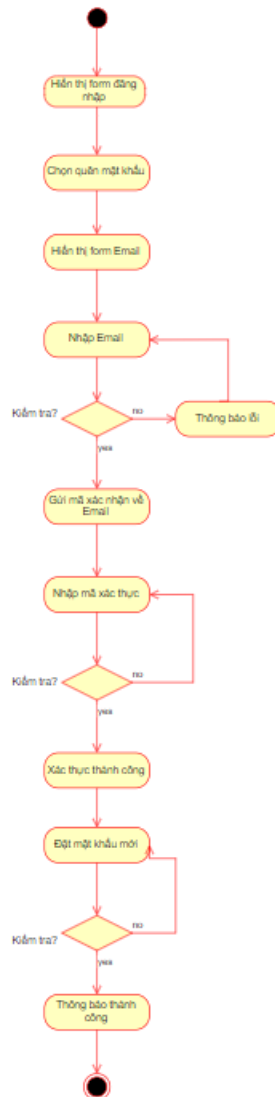 Hiển thị form đăng
nhập
Chọn quên mật khẩu
Hiển thị form Email
Nhập Email
Kiểm tra?
no
Thông báo lỗi
yes
Gửi mã xác nhận về
Email
Nhập mã xác thực
Kiểm tra?
no
yes
Xác thực thành công
Đặt mật khẩu mới
no
Kiểm tra?
yes
Thông báo thành
công